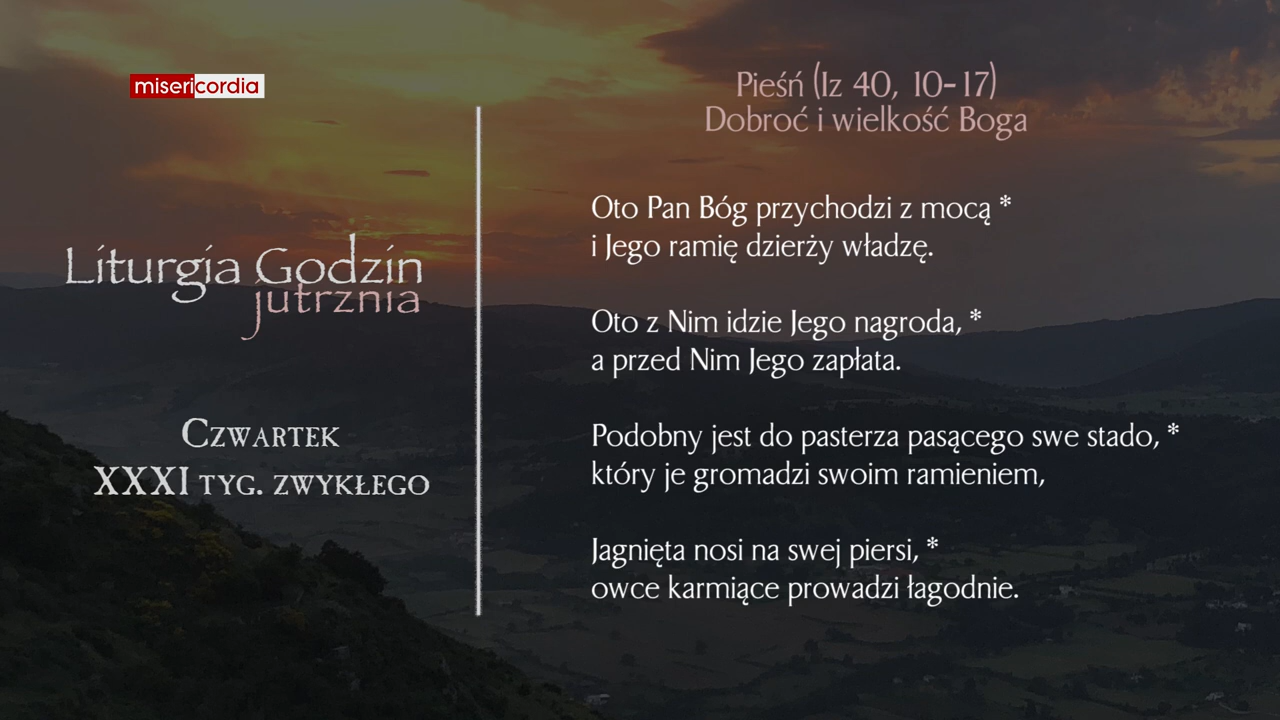 misericordia
Liturgia Godzin
jutrznia
Czwartek
XXXI tyg. zwykłego
Pieśń (Iz 40, 10-17)
Dobroć i wielkość Boga
Oto Pan Bóg przychodzi z mocą *
i Jego ramię dzierży władzę.
Oto z Nim idzie Jego nagroda, *
a przed Nim Jego zapłata.
Podobny jest do pasterza pasącego swe stado, *
który je gromadzi swoim ramieniem,
Jagnięta nosi na swej piersi, *
owce karmiące prowadzi łagodnie.